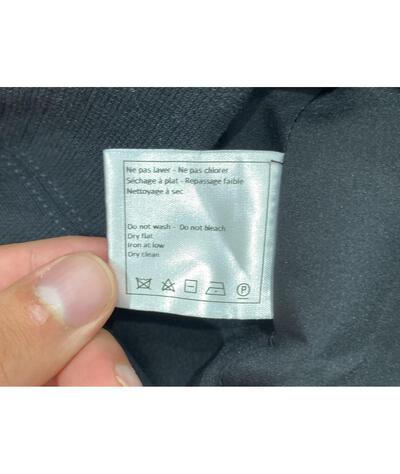 Ne pas laver - Ne pas chlorer
Séchage à plat - Repassage faible
Nettoyage à sec
Do not wash - Do not bleach
Dry flat
Iron at low
Dry clean
P